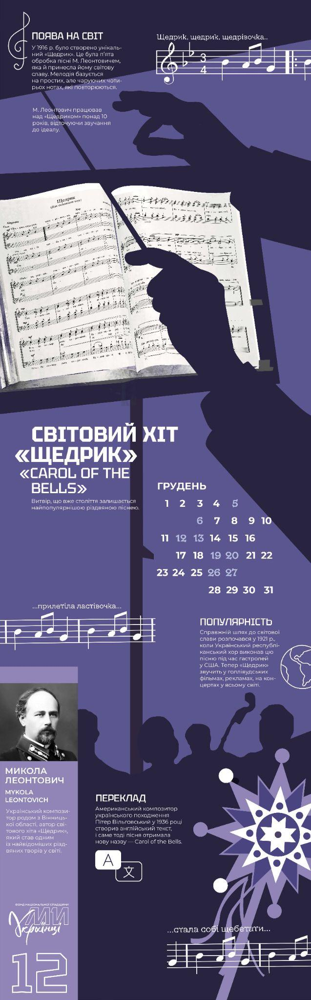 ПОЯВА НА СВІТ
У 1916 р. було створено унікаль-
ний «Щедрик». Це була п'ята
обробка пісні М. Леонтовичем,
яка й принесла йому світову
славу. Мелодія базується
на простих, але чаруючих чоти-
рьох нотах, які повторюються.
М. Леонтович працював
над «Щедриком» понад 10
років, відточуючи звучання
до ідеалу.
Щедрик, щедрик, щедрівочка..
3
4
Щедрик
(Для мішаного хору)
Хор
Allegretto
СВІТОВИЙ ХІТ
«ЩЕДРИК»
«CAROL OF THE
BELLS»
Витвір, що вже століття залишається
найпопулярнішою різдвяною піснею.
ГРУДЕНЬ
1 2 3 4 5
6 7 8 9 10
11 12 13 14 15 16
17 18 19 20 21 22
23 24 25 26 27
28 29 30 31
...прилетіла ластівочка...
ПОПУЛЯРНІСТЬ
Справжній шлях до світової
слави розпочався у 1921 р.,
коли Український республі-
канський хор виконав цю
пісню під час гастролей
у США. Тепер «Щедрик»
звучить у голлівудських
фільмах, рекламах, на кон-
цертах у всьому світі.
МИКОЛА
ЛЕОНТОВИЧ
MYKOLA
LEONTOVICH
Український компози-
тор родом з Вінниць-
кої області, автор сві-
тового хіта «Щедрик»,
який став одним
із найвідоміших різд-
вяних творів у світі.
ПЕРЕКЛАД
Американський композитор
українського походження
Пітер Вільговський у 1936 році
створив англійський текст,
і саме тоді пісня отримала
нову назву — Carol of the Bells.
A
文
ФОНД НАЦІОНАЛЬНОЇ СПАДЩИНИ
МИ
Українці
12
...стала собі щебетати...